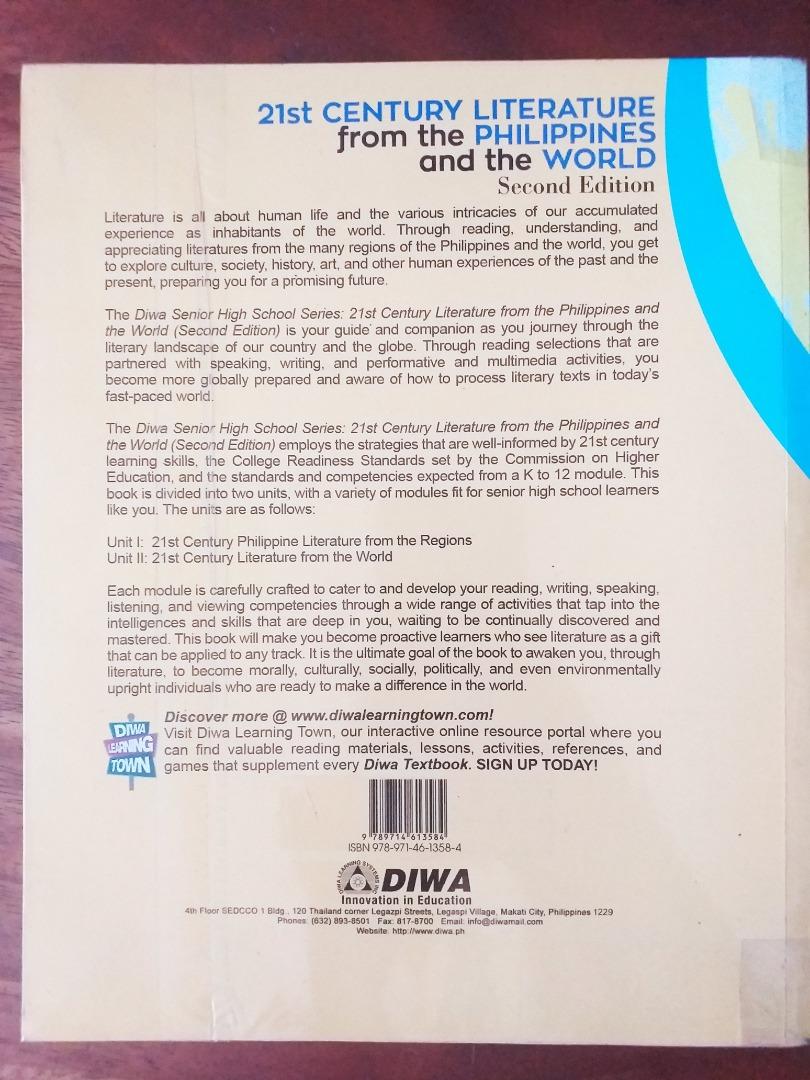 21st CENTURY LITERATURE
from the PHILIPPINES
and the WORLD
Second Edition
Literature is all about human life and the various intricacies of our accumulated
experience as inhabitants of the world. Through reading, understanding, and
appreciating literatures from the many regions of the Philippines and the world, you get
to explore culture, society, history, art, and other human experiences of the past and the
present, preparing you for a promising future.
The Diwa Senior High School Series: 21st Century Literature from the Philippines and
the World (Second Edition) is your guide and companion as you journey through the
literary landscape of our country and the globe. Through reading selections that are
partnered with speaking, writing, and performative and multimedia activities, you
become more globally prepared and aware of how to process literary texts in today's
fast-paced world.
The Diwa Senior High School Series: 21st Century Literature from the Philippines and
the World (Second Edition) employs the strategies that are well-informed by 21st century
learning skills, the College Readiness Standards set by the Commission on Higher
Education, and the standards and competencies expected from a K to 12 module. This
book is divided into two units, with a variety of modules fit for senior high school learners
like you. The units are as follows:
Unit I: 21st Century Philippine Literature from the Regions
Unit II: 21st Century Literature from the World
Each module is carefully crafted to cater to and develop your reading, writing, speaking,
listening, and viewing competencies through a wide range of activities that tap into the
intelligences and skills that are deep in you, waiting to be continually discovered and
mastered. This book will make you become proactive learners who see literature as a gift
that can be applied to any track. It is the ultimate goal of the book to awaken you, through
literature, to become morally, culturally, socially, politically, and even environmentally
upright individuals who are ready to make a difference in the world.
DIWA
LEARNING
TOWN
Discover more @ www.diwalearningtown.com!
Visit Diwa Learning Town, our interactive online resource portal where you
can find valuable reading materials, lessons, activities, references, and
games that supplement every Diwa Textbook. SIGN UP TODAY!
9 789714 613584
ISBN 978-971-46-1358-4
DIWA LEARNING SYSTEMS INC
DIWA
Innovation in Education
4th Floor SEDCCO 1 Bldg., 120 Thailand corner Legazpi Streets, Legaspi Village, Makati City, Philippines 1229
Phones: (632) 893-8501 Fax: 817-8700 Email: info@diwamail.com
Website: http://www.diwa.ph